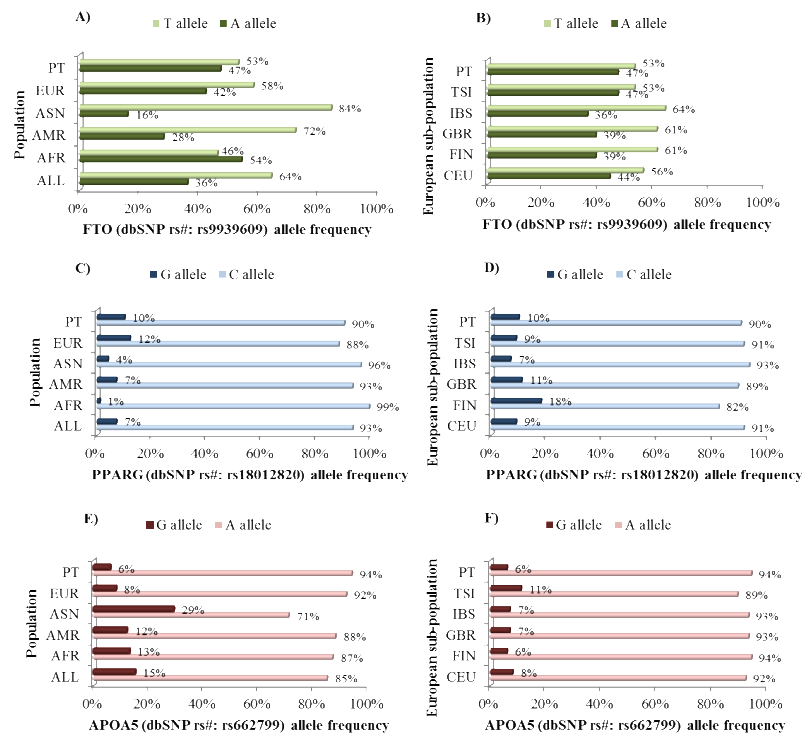 A)
T allele A allele
Population
PT 53% 47%
EUR 58% 42%
ASN 84% 16%
AMR 72% 28%
AFR 46% 54%
ALL 64% 36%
0% 20% 40% 60% 80% 100%
FTO (dbSNP rs#: rs9939609) allele frequency
B)
T allele A allele
European sub-population
PT 53% 47%
TSI 53% 47%
IBS 64% 36%
GBR 61% 39%
FIN 61% 39%
CEU 56% 44%
0% 20% 40% 60% 80% 100%
FTO (dbSNP rs#: rs9939609) allele frequency
C)
G allele C allele
Population
PT 10% 90%
EUR 12% 88%
ASN 4% 96%
AMR 7% 93%
AFR 1% 99%
ALL 7% 93%
0% 20% 40% 60% 80% 100%
PPARG (dbSNP rs#: rs18012820) allele frequency
D)
G allele C allele
European sub-population
PT 10% 90%
TSI 9% 91%
IBS 7% 93%
GBR 11% 89%
FIN 18% 82%
CEU 9% 91%
0% 20% 40% 60% 80% 100%
PPARG (dbSNP rs#: rs18012820) allele frequency
E)
G allele A allele
Population
PT 6% 94%
EUR 8% 92%
ASN 29% 71%
AMR 12% 88%
AFR 13% 87%
ALL 15% 85%
0% 20% 40% 60% 80% 100%
APOA5 (dbSNP rs#: rs662799) allele frequency
F)
G allele A allele
European sub-population
PT 6% 94%
TSI 11% 89%
IBS 7% 93%
GBR 7% 93%
FIN 6% 94%
CEU 8% 92%
0% 20% 40% 60% 80% 100%
APOA5 (dbSNP rs#: rs662799) allele frequency